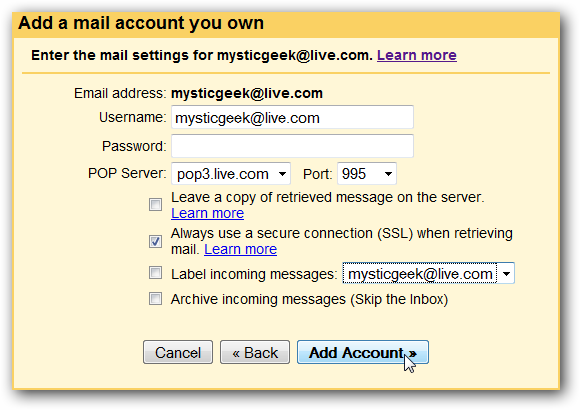 Add a mail account you own
Enter the mail settings for mysticgeek@live.com. Learn more
Email address: mysticgeek@live.com
Username: mysticgeek@live.com
Password:
POP Server: pop3.live.com Port: 995
Leave a copy of retrieved message on the server.
Learn more
Always use a secure connection (SSL) when retrieving
mail. Learn more
Label incoming messages: mysticgeek@live.com
Archive incoming messages (Skip the Inbox)
Cancel « Back Add Account »